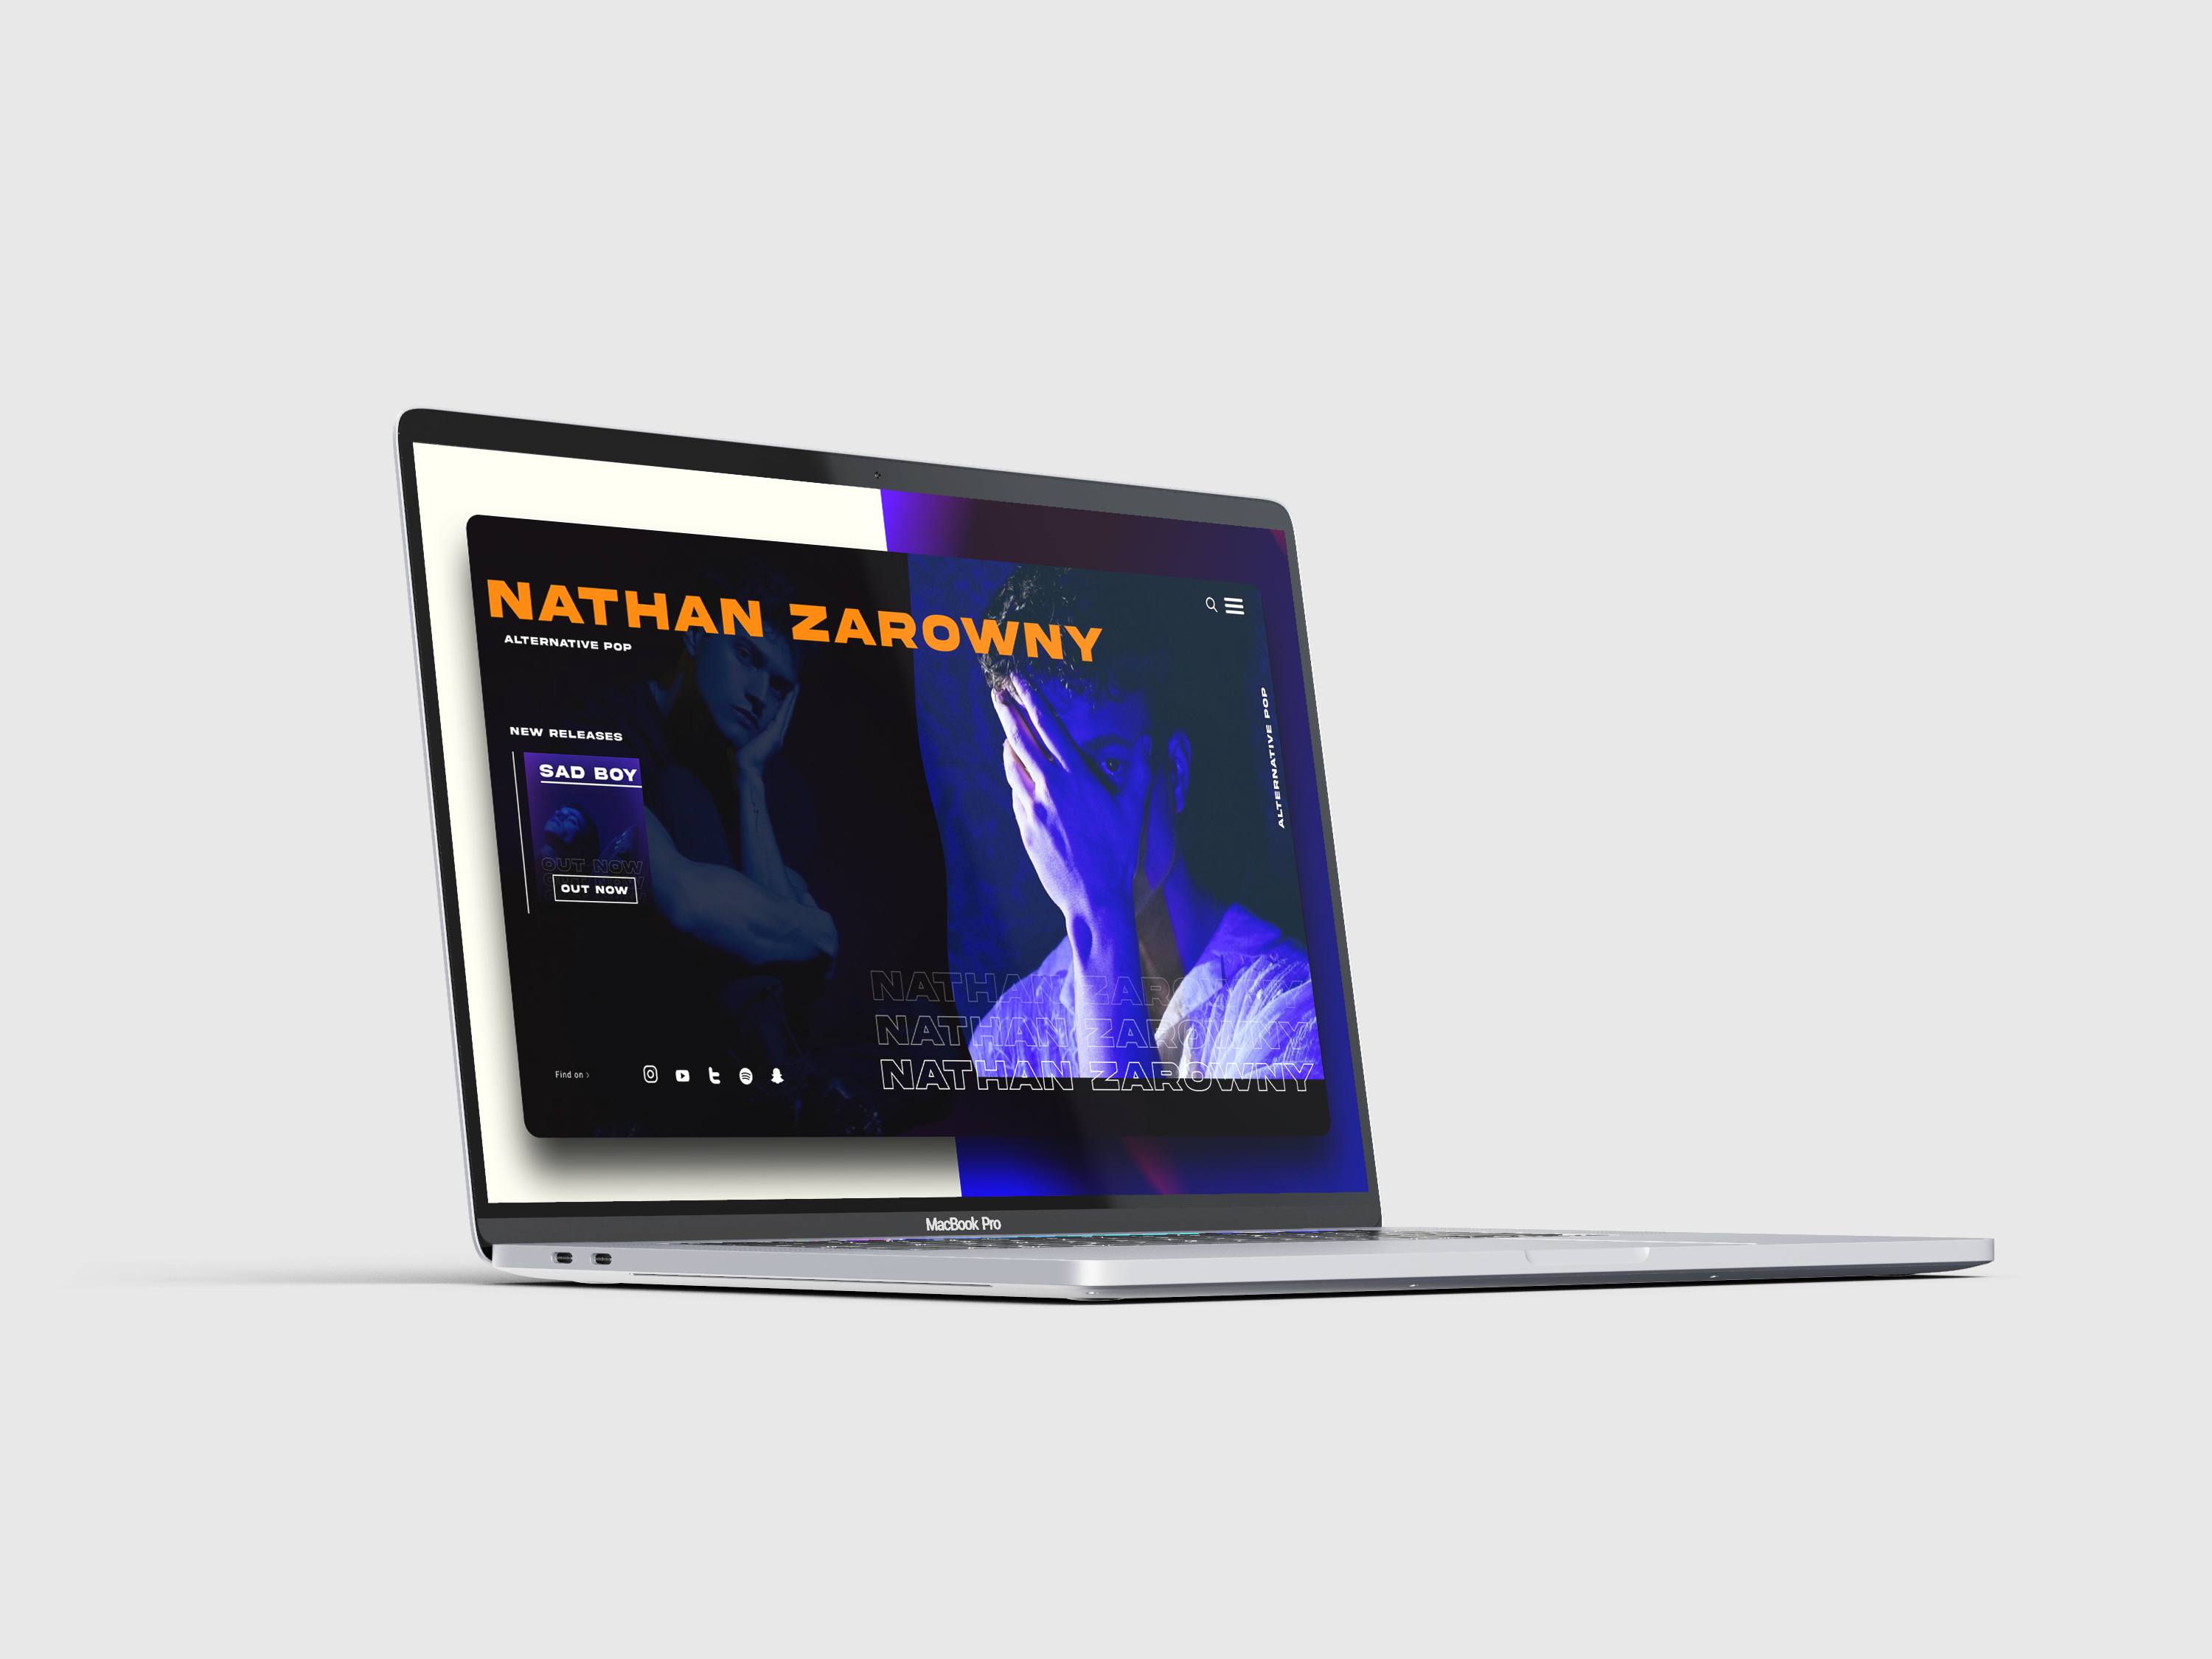 NATHAN ZAROWNY
ALTERNATIVE POP
ALTERNATIVE POP
NEW RELEASES
SAD BOY
OUT NOW
OUT NOW
NATHAN ZAROWNY
NATHAN ZAROWNY
NATHAN ZAROWNY
Find on >
MacBook Pro